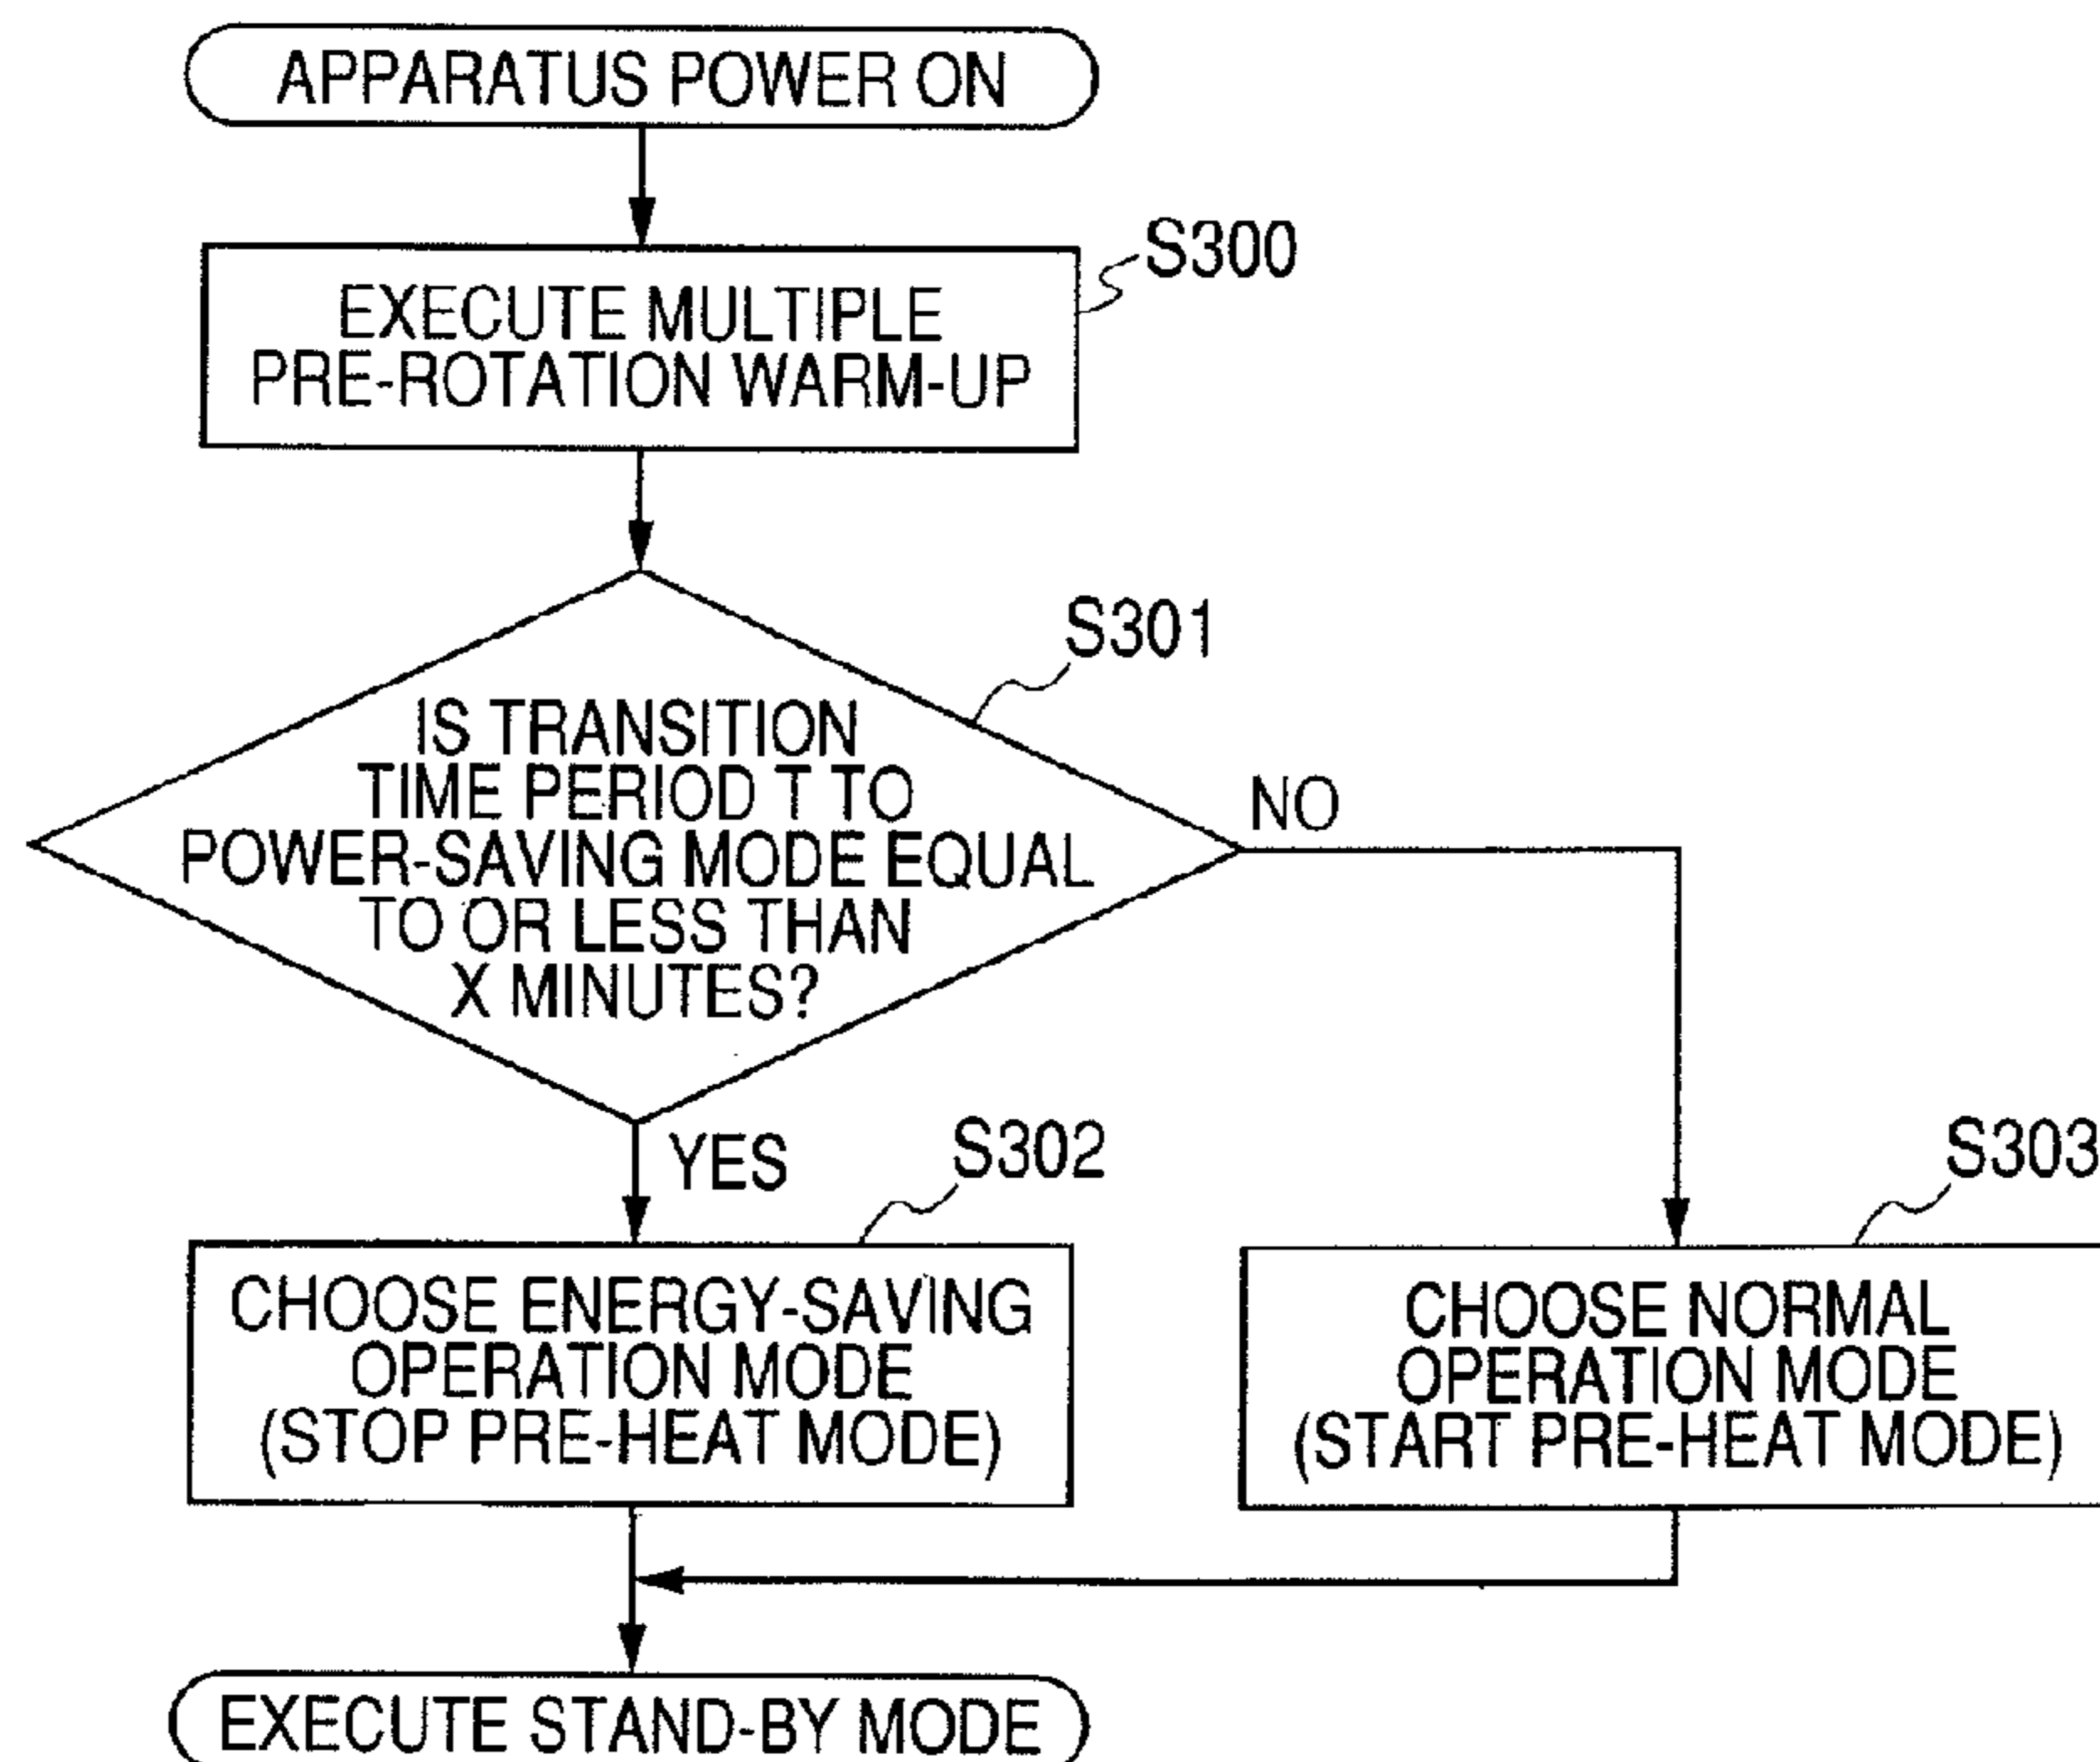 APPARATUS POWER ON
S300
EXECUTE MULTIPLE
PRE-ROTATION WARM-UP
S301
IS TRANSITION
TIME PERIOD T TO
POWER-SAVING MODE EQUAL
TO OR LESS THAN
X MINUTES?
NO
YES
S302
S303
CHOOSE ENERGY-SAVING
OPERATION MODE
(STOP PRE-HEAT MODE)
CHOOSE NORMAL
OPERATION MODE
(START PRE-HEAT MODE)
EXECUTE STAND-BY MODE